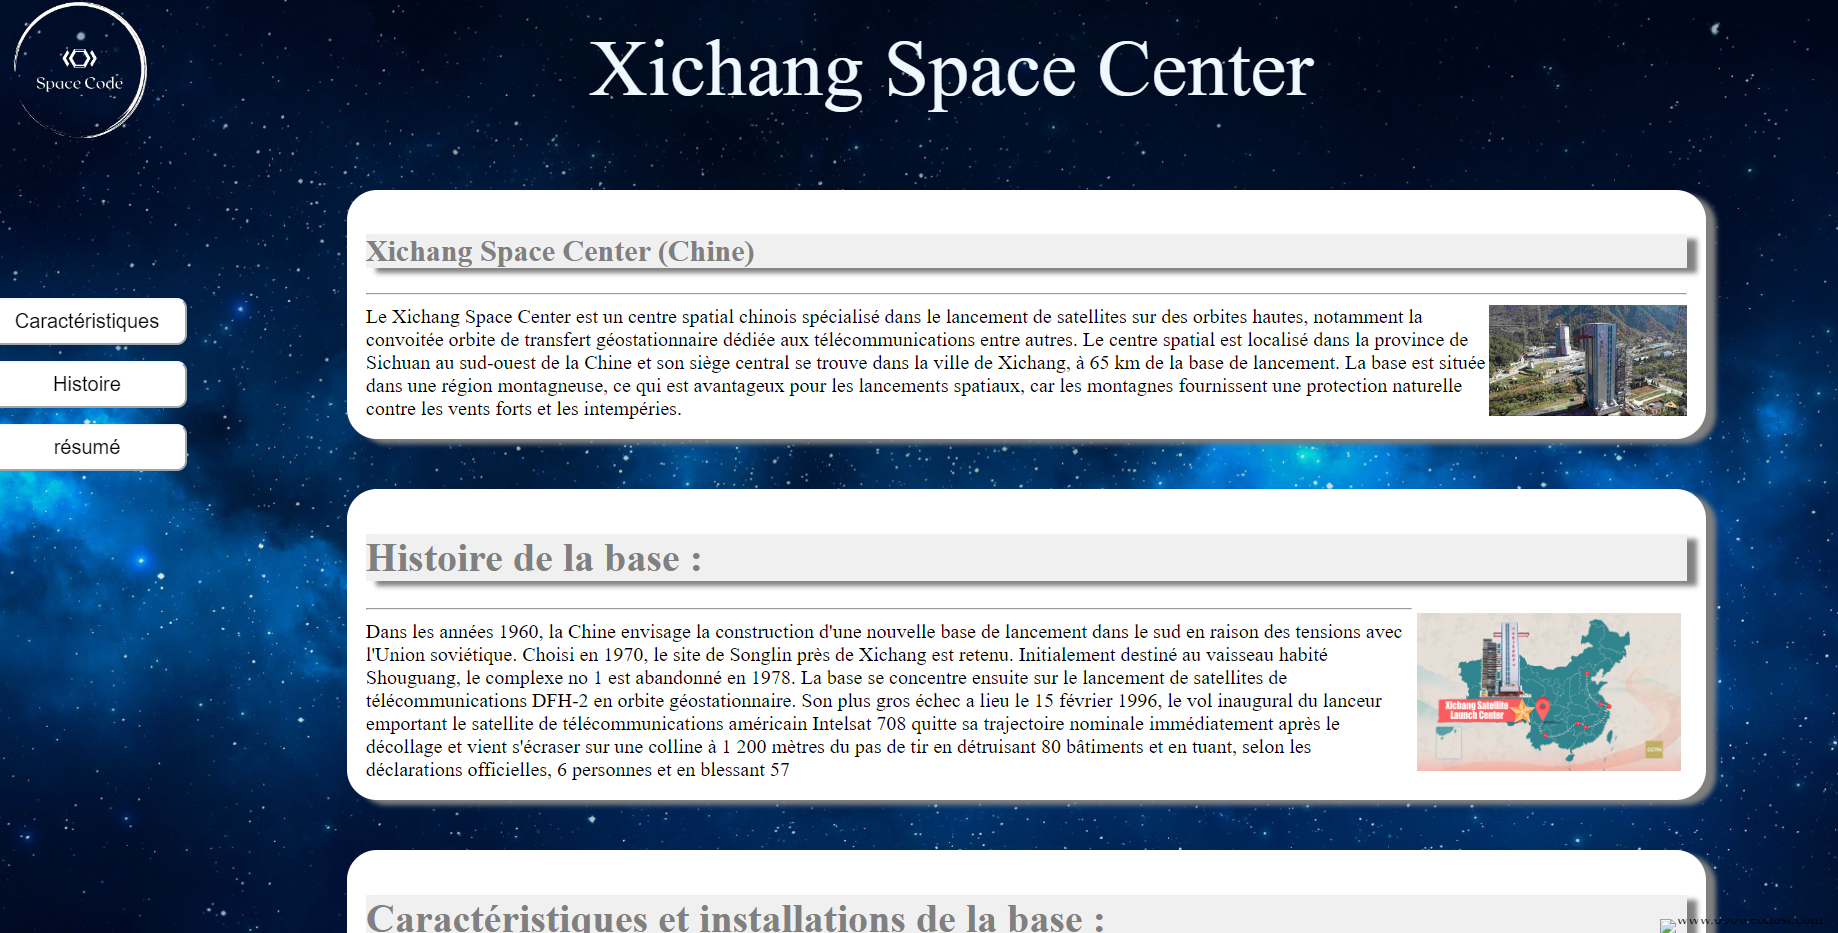 Space Code
Xichang Space Center
Caractéristiques
Histoire
résumé
Xichang Space Center (Chine)
Le Xichang Space Center est un centre spatial chinois spécialisé dans le lancement de satellites sur des orbites hautes, notamment la
convoitée orbite de transfert géostationnaire dédiée aux télécommunications entre autres. Le centre spatial est localisé dans la province de
Sichuan au sud-ouest de la Chine et son siège central se trouve dans la ville de Xichang, à 65 km de la base de lancement. La base est située
dans une région montagneuse, ce qui est avantageux pour les lancements spatiaux, car les montagnes fournissent une protection naturelle
contre les vents forts et les intempéries.
Histoire de la base :
Dans les années 1960, la Chine envisage la construction d'une nouvelle base de lancement dans le sud en raison des tensions avec
l'Union soviétique. Choisi en 1970, le site de Songlin près de Xichang est retenu. Initialement destiné au vaisseau habité
Shouguang, le complexe no 1 est abandonné en 1978. La base se concentre ensuite sur le lancement de satellites de
télécommunications DFH-2 en orbite géostationnaire. Son plus gros échec a lieu le 15 février 1996, le vol inaugural du lanceur
emportant le satellite de télécommunications américain Intelsat 708 quitte sa trajectoire nominale immédiatement après le
décollage et vient s'écraser sur une colline à 1 200 mètres du pas de tir en détruisant 80 bâtiments et en tuant, selon les
déclarations officielles, 6 personnes et en blessant 57
Xichang Satellite
Launch Center
CGTN
Caractéristiques et installations de la base :